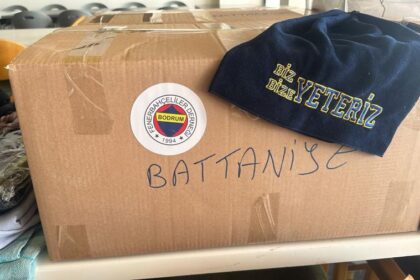 BİZ
BİZE YETERİZ
FENERBAHÇELİLER DERNEĞİ
BODRUM
1994
BATTANİYE